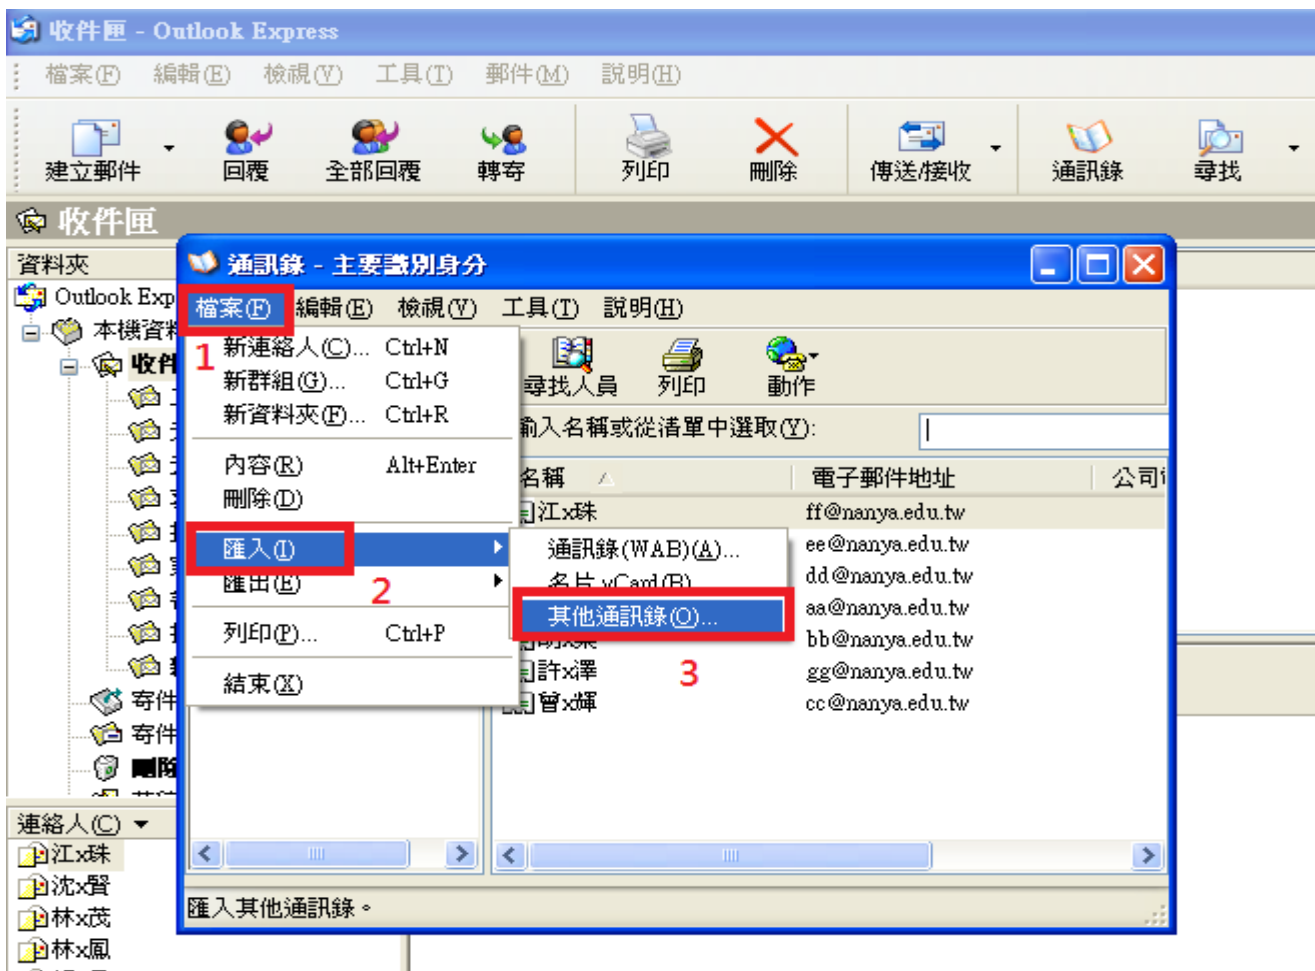 收件匣 - Outlook Express
檔案(F) 編輯(E) 檢視(V) 工具(T) 郵件(M) 說明(H)
建立郵件 回覆 全部回覆 轉寄 列印 刪除 傳送/接收 通訊錄 尋找
收件匣
資料夾
Outlook Exp
本機資料
收件
寄件
寄件
刪除
通訊錄 - 主要識別身分
檔案(F) 編輯(E) 檢視(V) 工具(T) 說明(H)
1
新連絡人(C)... Ctrl+N
新群組(G)... Ctrl+G
新資料夾(F)... Ctrl+R
內容(R) Alt+Enter
刪除(D)
匯入(I)
匯出(E)
2
列印(P)... Ctrl+P
結束(X)
通訊錄(WAB)(A)...
名片 vCard(B)
其他通訊錄(O)...
3
尋找人員 列印 動作
輸入名稱或從清單中選取(Y):
名稱 電子郵件地址 公司
江x珠 ff@nanya.edu.tw
ee@nanya.edu.tw
dd@nanya.edu.tw
aa@nanya.edu.tw
bb@nanya.edu.tw
許x澤 gg@nanya.edu.tw
曾x輝 cc@nanya.edu.tw
匯入其他通訊錄。
連絡人(C)
江x珠
沈x賢
林x茂
林x鳳